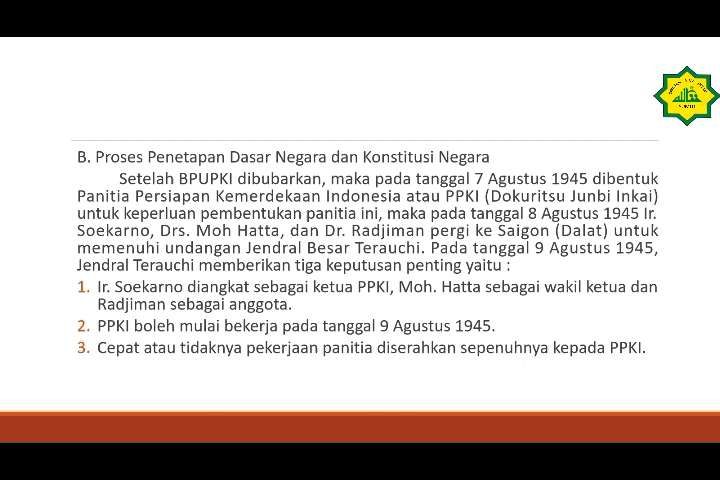 B. Proses Penetapan Dasar Negara dan Konstitusi Negara
Setelah BPUPKI dibubarkan, maka pada tanggal 7 Agustus 1945 dibentuk
Panitia Persiapan Kemerdekaan Indonesia atau PPKI (Dokuritsu Junbi Inkai)
untuk keperluan pembentukan panitia ini, maka pada tanggal 8 Agustus 1945 Ir.
Soekarno, Drs. Moh Hatta, dan Dr. Radjiman pergi ke Saigon (Dalat) untuk
memenuhi undangan Jendral Besar Terauchi. Pada tanggal 9 Agustus 1945,
Jendral Terauchi memberikan tiga keputusan penting yaitu :
1. Ir. Soekarno diangkat sebagai ketua PPKI, Moh. Hatta sebagai wakil ketua dan
Radjiman sebagai anggota.
2. PPKI boleh mulai bekerja pada tanggal 9 Agustus 1945.
3. Cepat atau tidaknya pekerjaan panitia diserahkan sepenuhnya kepada PPKI.